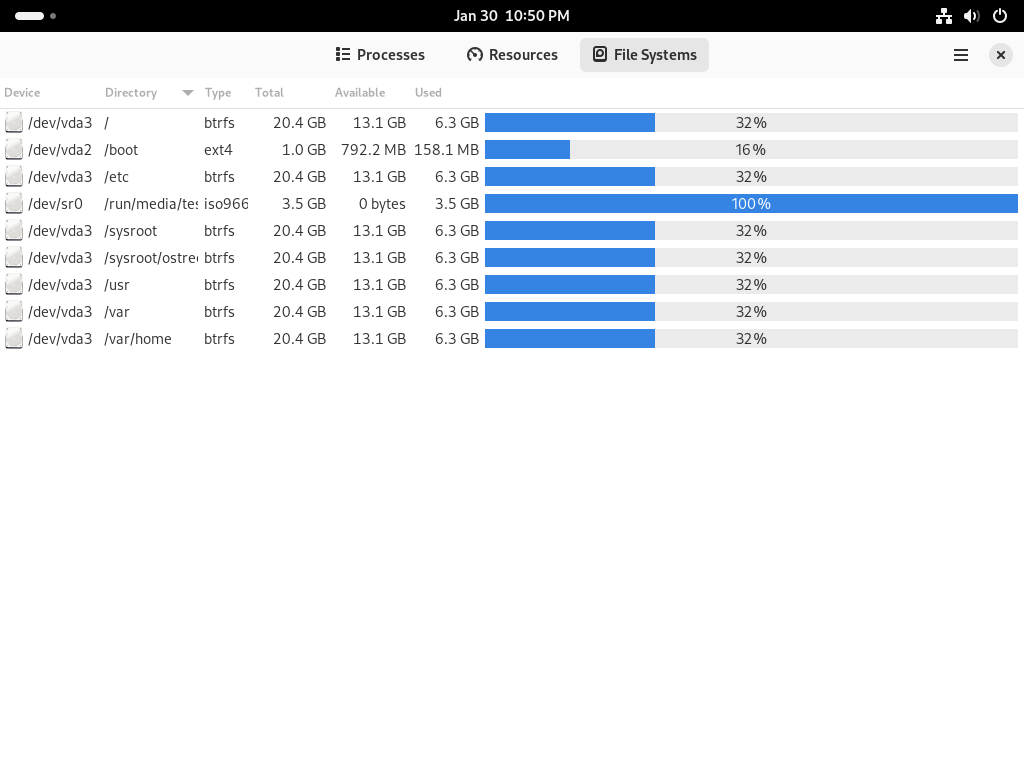 Jan 30  10:50 PM
Processes Resources File Systems
Device Directory Type Total Available Used
/dev/vda3 / btrfs 20.4 GB 13.1 GB 6.3 GB 32%
/dev/vda2 /boot ext4 1.0 GB 792.2 MB 158.1 MB 16%
/dev/vda3 /etc btrfs 20.4 GB 13.1 GB 6.3 GB 32%
/dev/sr0 /run/media/tes iso966 3.5 GB 0 bytes 3.5 GB 100%
/dev/vda3 /sysroot btrfs 20.4 GB 13.1 GB 6.3 GB 32%
/dev/vda3 /sysroot/ostre btrfs 20.4 GB 13.1 GB 6.3 GB 32%
/dev/vda3 /usr btrfs 20.4 GB 13.1 GB 6.3 GB 32%
/dev/vda3 /var btrfs 20.4 GB 13.1 GB 6.3 GB 32%
/dev/vda3 /var/home btrfs 20.4 GB 13.1 GB 6.3 GB 32%